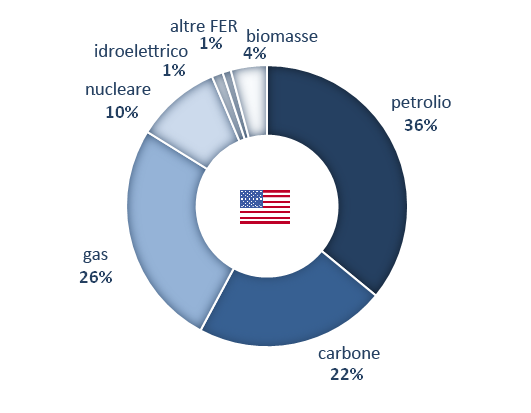 altre FER
1%
biomasse
4%
idroelettrico
1%
nucleare
10%
petrolio
36%
gas
26%
carbone
22%